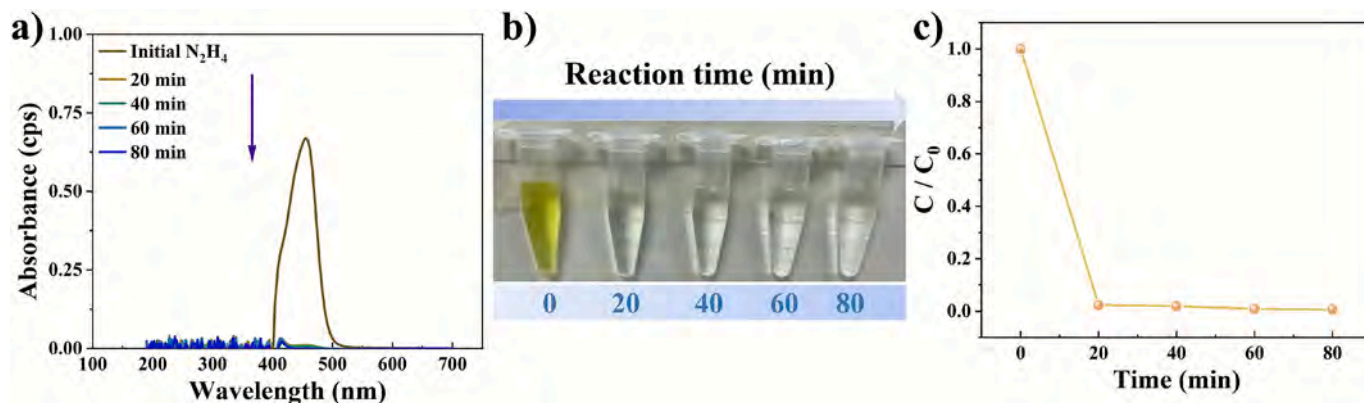 a)
Absorbance (cps)
1.00
0.75
0.50
0.25
0.00
Initial N₂H₄
20 min
40 min
60 min
80 min
100 200 300 400 500 600 700
Wavelength (nm)
b)
Reaction time (min)
0 20 40 60 80
c)
C / C₀
1.0
0.8
0.6
0.4
0.2
0.0
0 20 40 60 80
Time (min)